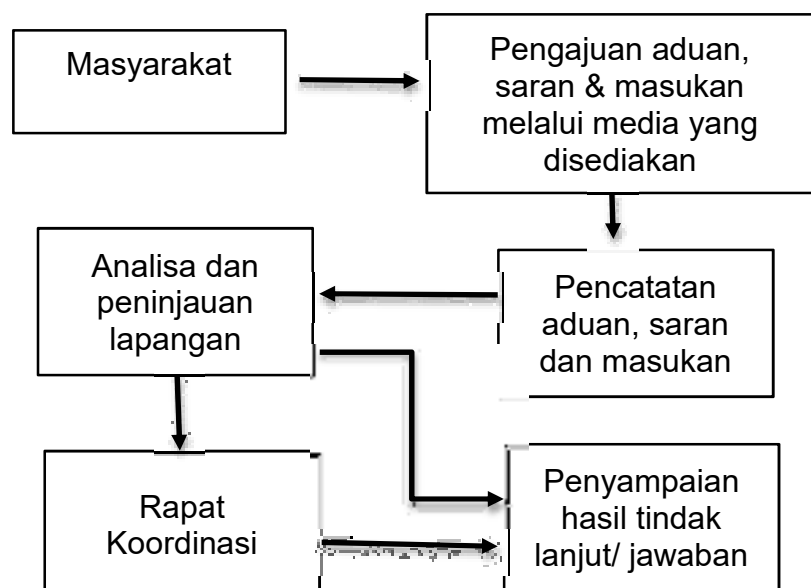 Masyarakat
Pengajuan aduan,
saran & masukan
melalui media yang
disediakan
Analisa dan
peninjauan
lapangan
Pencatatan
aduan, saran
dan masukan
Rapat
Koordinasi
Penyampaian
hasil tindak
lanjut/ jawaban